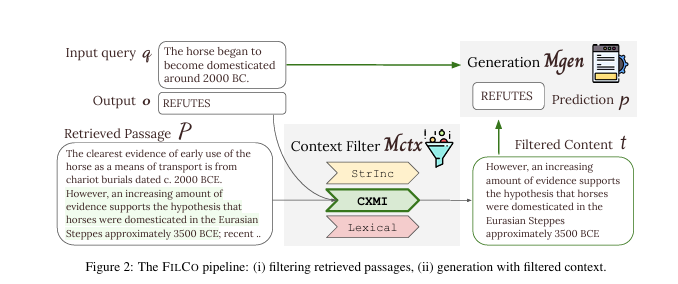 Input query q
The horse began to
become domesticated
around 2000 BC.
Output o
REFUTES
Retrieved Passage P
The clearest evidence of early use of the
horse as a means of transport is from
chariot burials dated c. 2000 BCE.
However, an increasing amount of
evidence supports the hypothesis that
horses were domesticated in the Eurasian
Steppes approximately 3500 BCE; recent ..
Context Filter Mctx
StrInc
CXMI
Lexical
Generation Mgen
REFUTES
Prediction p
Filtered Content t
However, an increasing
amount of evidence supports
the hypothesis that horses
were domesticated in the
Eurasian Steppes
approximately 3500 BCE
Figure 2: The FILCO pipeline: (i) filtering retrieved passages, (ii) generation with filtered context.